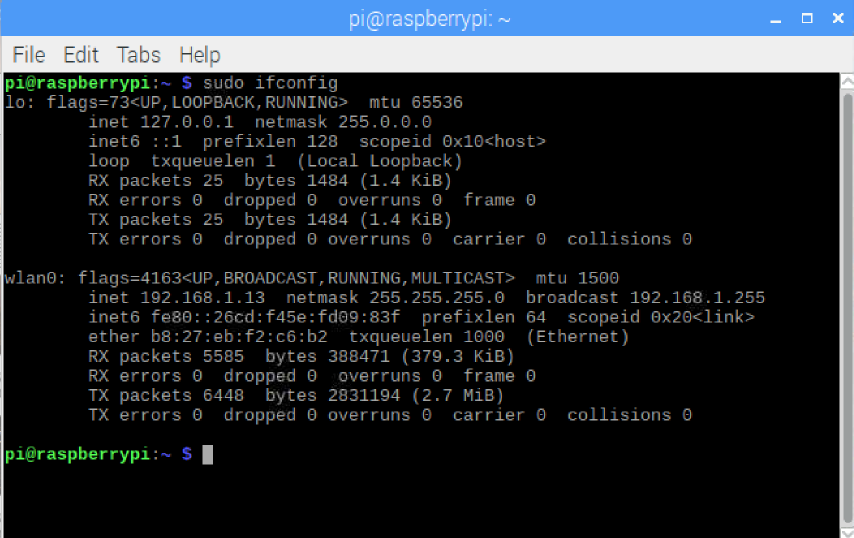 pi@raspberrypi: ~
File Edit Tabs Help
pi@raspberrypi:~ $ sudo ifconfig
lo: flags=73<UP,LOOPBACK,RUNNING>  mtu 65536
        inet 127.0.0.1  netmask 255.0.0.0
        inet6 ::1  prefixlen 128  scopeid 0x10<host>
        loop  txqueuelen 1  (Local Loopback)
        RX packets 25  bytes 1484 (1.4 KiB)
        RX errors 0  dropped 0  overruns 0  frame 0
        TX packets 25  bytes 1484 (1.4 KiB)
        TX errors 0  dropped 0 overruns 0  carrier 0  collisions 0

wlan0: flags=4163<UP,BROADCAST,RUNNING,MULTICAST>  mtu 1500
        inet 192.168.1.13  netmask 255.255.255.0  broadcast 192.168.1.255
        inet6 fe80::26cd:f45e:fd09:83f  prefixlen 64  scopeid 0x20<link>
        ether b8:27:eb:f2:c6:b2  txqueuelen 1000  (Ethernet)
        RX packets 5585  bytes 388471 (379.3 KiB)
        RX errors 0  dropped 0  overruns 0  frame 0
        TX packets 6448  bytes 2831194 (2.7 MiB)
        TX errors 0  dropped 0 overruns 0  carrier 0  collisions 0

pi@raspberrypi:~ $